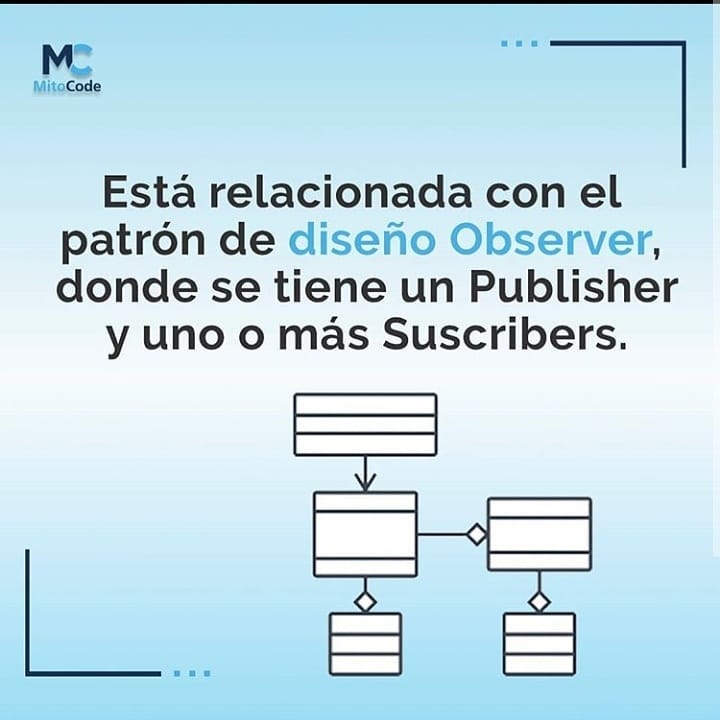 MC
MitoCode
Está relacionada con el
patrón de diseño Observer,
donde se tiene un Publisher
y uno o más Suscribers.